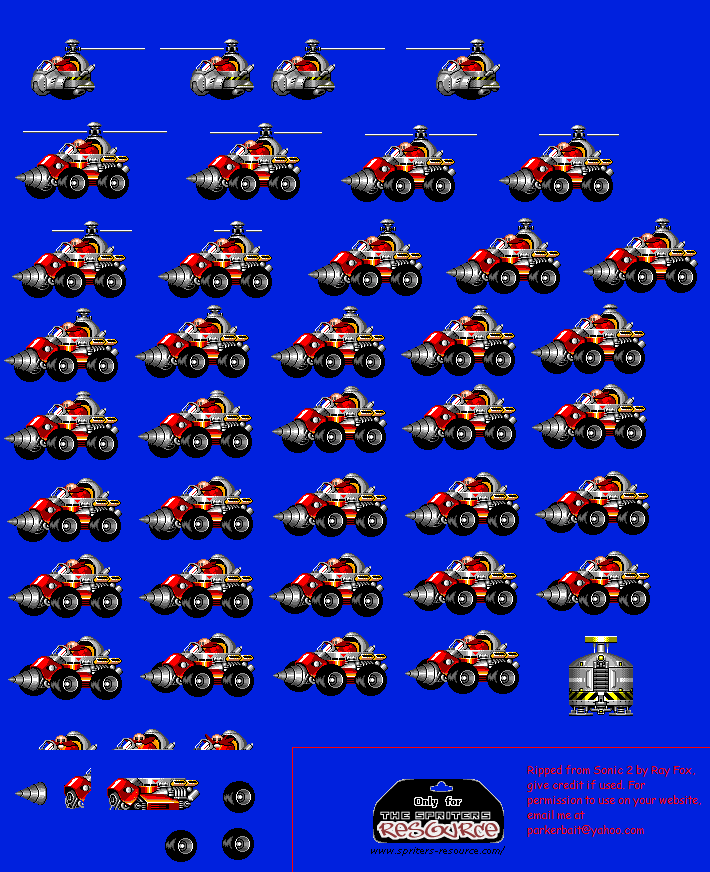 Ripped from Sonic 2 by Ray Fox,
give credit if used. For
permission to use on your website,
email me at
parkerbait@yahoo.com
Only for
THE SPRITERS
RESOURCE
www.spriters-resource.com/